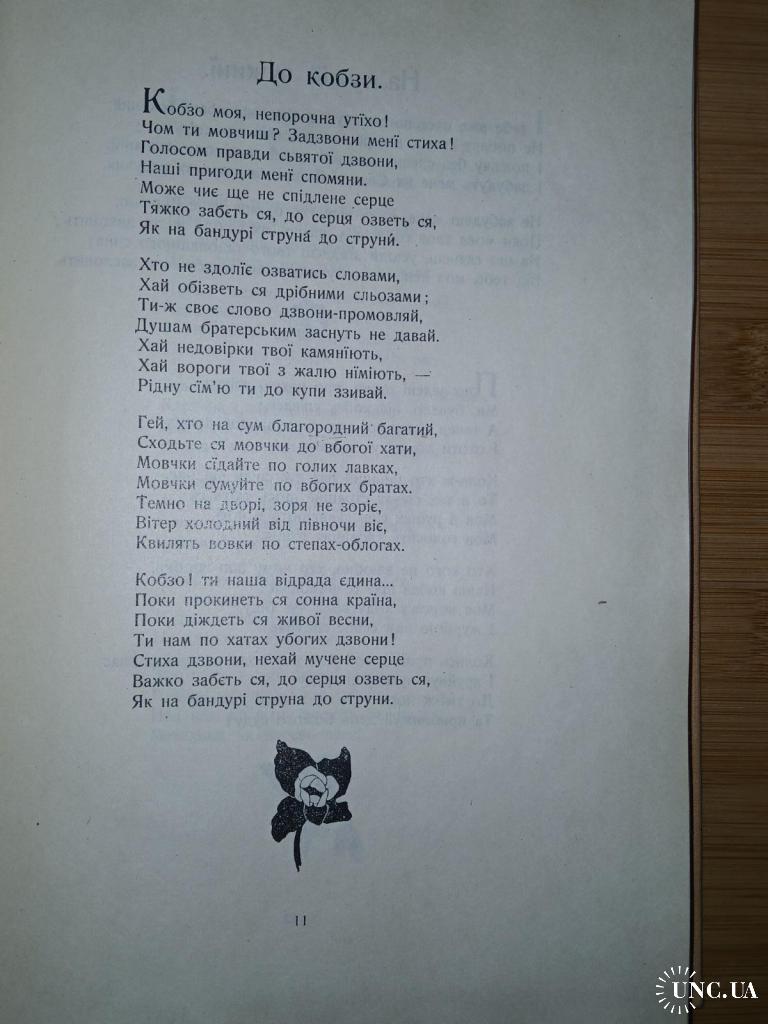 До кобзи.
Кобзо моя, непорочна утїхо!
Чом ти мовчиш? Задзвони менї стиха!
Голосом правди сьвятої дзвони,
Наші пригоди менї спомяни.
Може чиє ще не спідлене серце
Тяжко забєть ся, до серця озветь ся,
Як на бандурі струна́ до струни́.
Хто не здолїє озватись словами,
Хай обізветь ся дрібними сльозами;
Ти-ж своє слово дзвони-промовляй,
Душам братерським заснуть не давай.
Хай недовірки твої камянїють,
Хай вороги твої з жалю нїміють, —
Рідну сїм’ю ти до купи ззивай.
Гей, хто на сум благородний багатий,
Сходьте ся мовчки до вбогої хати,
Мовчки сїдайте по голих лавках,
Мовчки сумуйте по вбогих братах.
Темно на дворі, зоря не зоріє,
Вітер холодний від півночи віє,
Квилять вовки по степах-облогах.
Кобзо! ти наша відрада єдина...
Поки прокинеть ся сонна країна,
Поки діждеть ся живої весни,
Ти нам по хатах убогих дзвони!
Стиха дзвони, нехай мучене серце
Важко забєть ся, до серця озветь ся,
Як на бандурі струна до струни.
11
UNC.UA